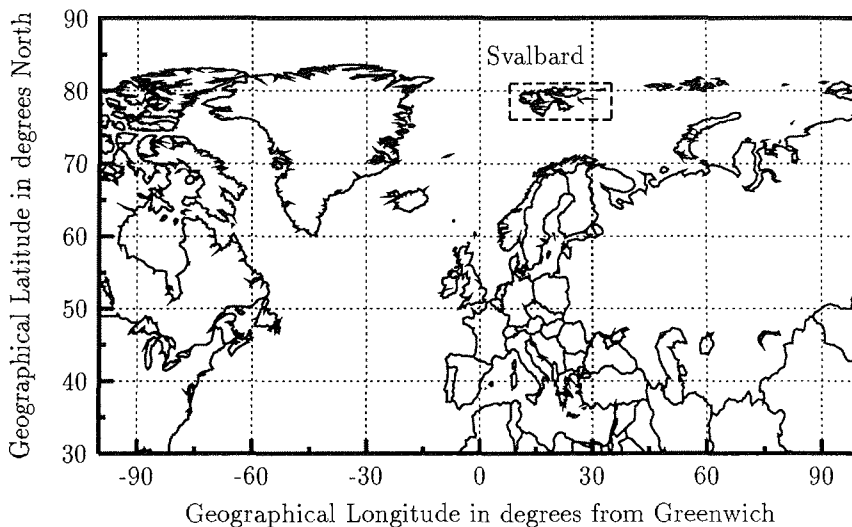 Geographical Latitude in degrees North
90
80
70
60
50
40
30
Svalbard
-90 -60 -30 0 30 60 90
Geographical Longitude in degrees from Greenwich